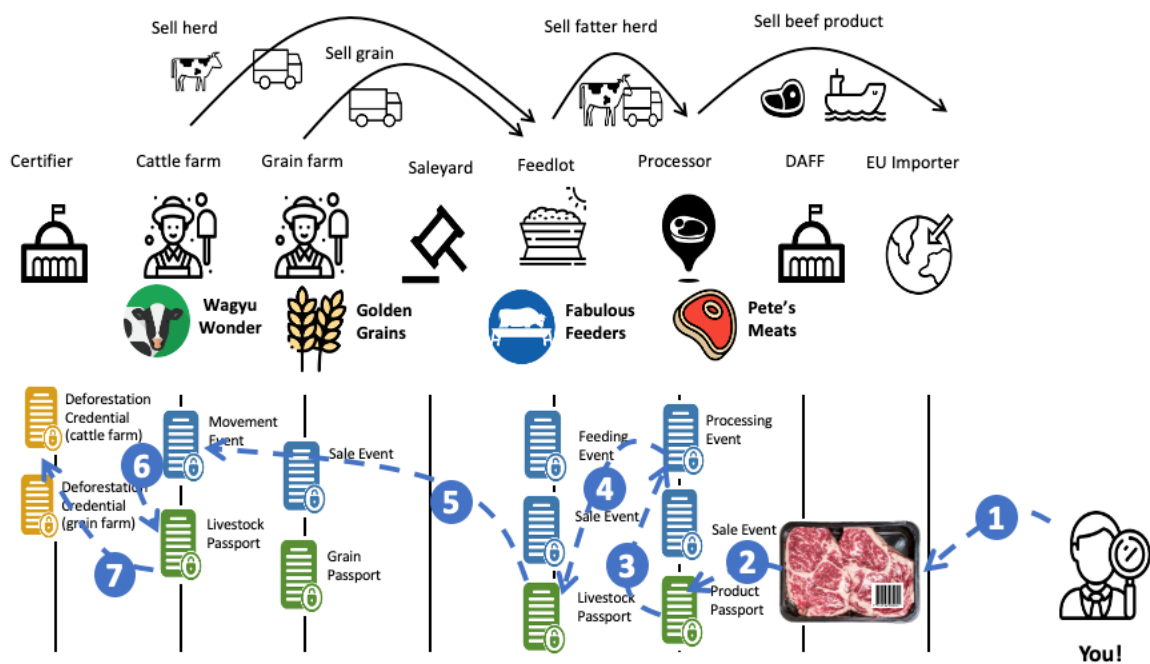 Sell herd
Sell grain
Sell fatter herd
Sell beef product
Certifier
Cattle farm
Grain farm
Saleyard
Feedlot
Processor
DAFF
EU Importer
Wagyu
Wonder
Golden
Grains
Fabulous
Feeders
Pete's
Meats
Deforestation
Credential
(cattle farm)
Movement
Event
Sale Event
Feeding
Event
Processing
Event
6
5
4
1
Deforestation
Credential
(grain farm)
Livestock
Passport
Grain
Passport
Sale Event
Sale Event
7
3
2
Livestock
Passport
Product
Passport
You!